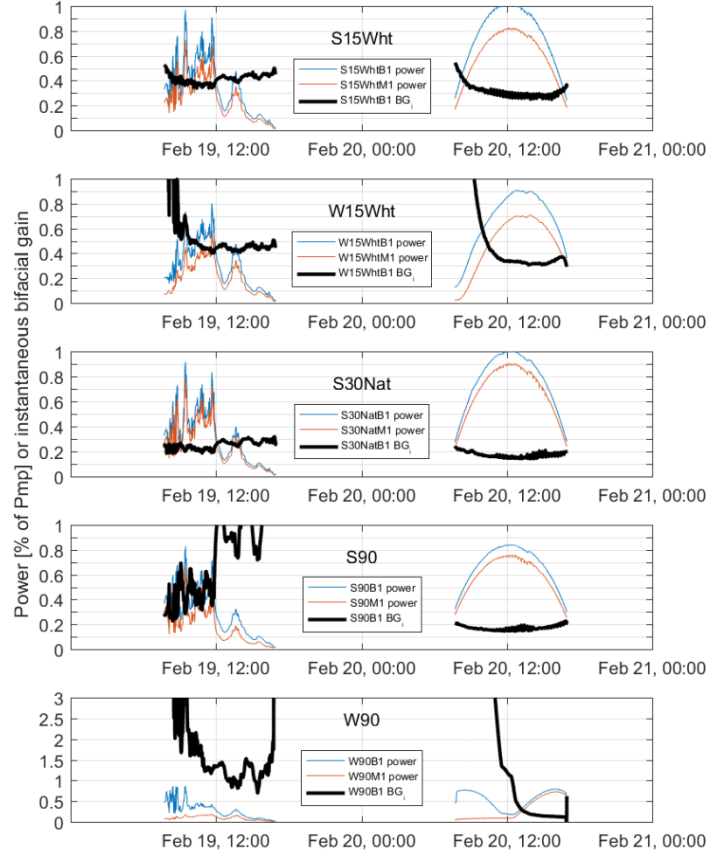 Power [% of Pmp] or instantaneous bifacial gain
1
0.8
0.6
0.4
0.2
0
S15Wht
S15WhtB1 power
S15WhtM1 power
S15WhtB1 BGi
Feb 19, 12:00 Feb 20, 00:00 Feb 20, 12:00 Feb 21, 00:00
1
0.8
0.6
0.4
0.2
0
W15Wht
W15WhtB1 power
W15WhtM1 power
W15WhtB1 BGi
Feb 19, 12:00 Feb 20, 00:00 Feb 20, 12:00 Feb 21, 00:00
1
0.8
0.6
0.4
0.2
0
S30Nat
S30NatB1 power
S30NatM1 power
S30NatB1 BGi
Feb 19, 12:00 Feb 20, 00:00 Feb 20, 12:00 Feb 21, 00:00
1
0.8
0.6
0.4
0.2
0
S90
S90B1 power
S90M1 power
S90B1 BGi
Feb 19, 12:00 Feb 20, 00:00 Feb 20, 12:00 Feb 21, 00:00
3
2.5
2
1.5
1
0.5
0
W90
W90B1 power
W90M1 power
W90B1 BGi
Feb 19, 12:00 Feb 20, 00:00 Feb 20, 12:00 Feb 21, 00:00